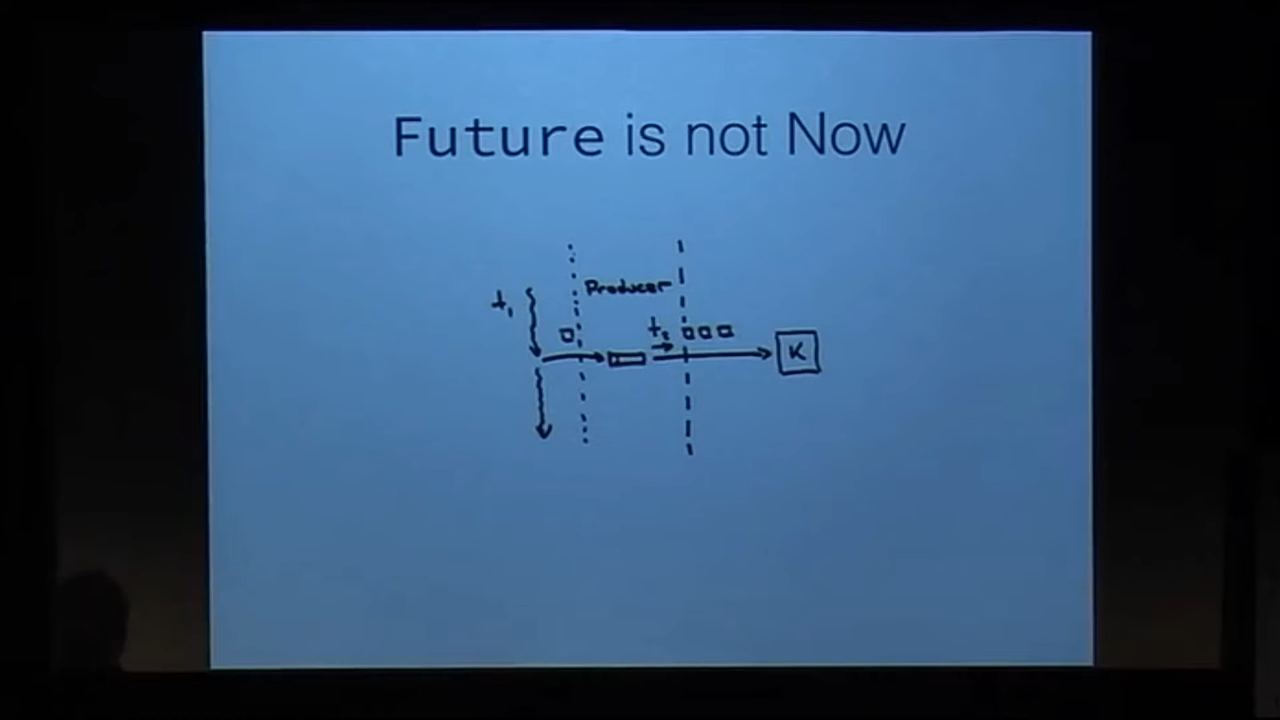 Future is not Now
Producer
t₁
t₂
K